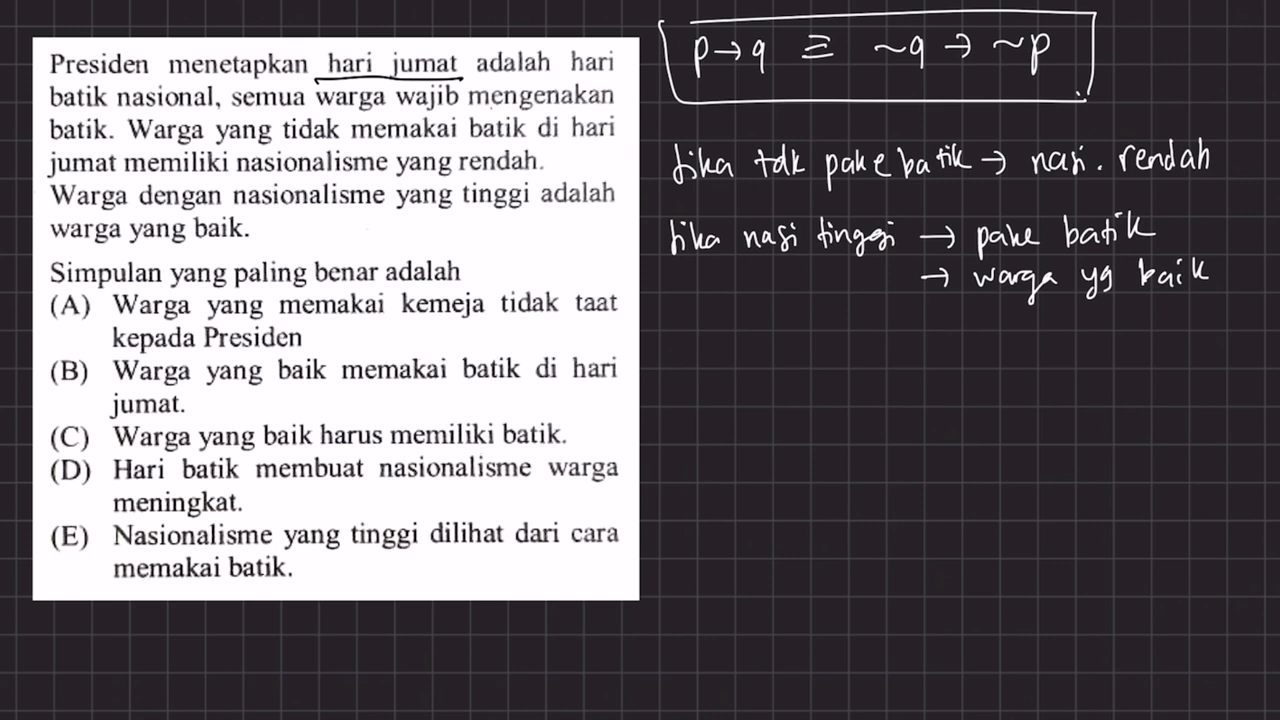 Presiden menetapkan hari jumat adalah hari
batik nasional, semua warga wajib mengenakan
batik. Warga yang tidak memakai batik di hari
jumat memiliki nasionalisme yang rendah.
Warga dengan nasionalisme yang tinggi adalah
warga yang baik.
Simpulan yang paling benar adalah
(A) Warga yang memakai kemeja tidak taat
kepada Presiden
(B) Warga yang baik memakai batik di hari
jumat.
(C) Warga yang baik harus memiliki batik.
(D) Hari batik membuat nasionalisme warga
meningkat.
(E) Nasionalisme yang tinggi dilihat dari cara
memakai batik.
p→q ≡ ~q → ~p
Jika tdk pake batik → nasi. rendah
Jika nasi tinggi → pake batik
→ warga yg baik